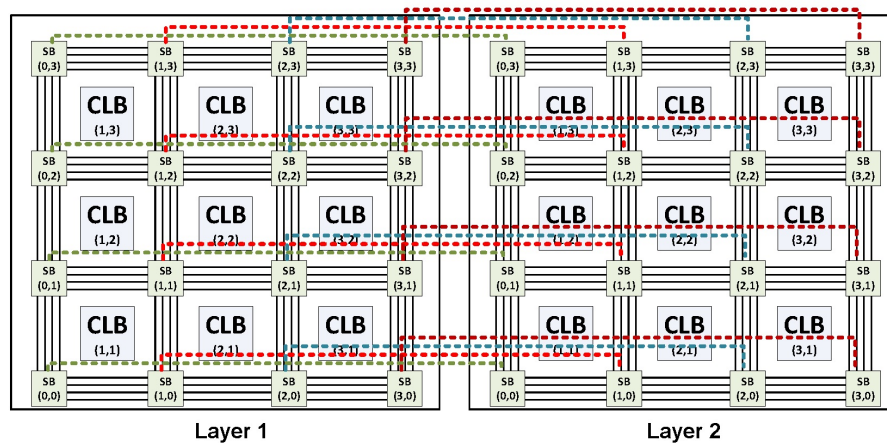 SB SB SB SB SB SB SB SB
(0,3) (1,3) (2,3) (3,3) (0,3) (1,3) (2,3) (3,3)
CLB CLB CLB CLB CLB CLB
(1,3) (2,3) (3,3) (1,3) (2,3) (3,3)
SB SB SB SB SB SB SB SB
(0,2) (1,2) (2,2) (3,2) (0,2) (1,2) (2,2) (3,2)
CLB CLB CLB CLB CLB CLB
(1,2) (2,2) (3,2) (1,2) (2,2) (3,2)
SB SB SB SB SB SB SB SB
(0,1) (1,1) (2,1) (3,1) (0,1) (1,1) (2,1) (3,1)
CLB CLB CLB CLB CLB CLB
(1,1) (2,1) (3,1) (1,1) (2,1) (3,1)
SB SB SB SB SB SB SB SB
(0,0) (1,0) (2,0) (3,0) (0,0) (1,0) (2,0) (3,0)
Layer 1 Layer 2